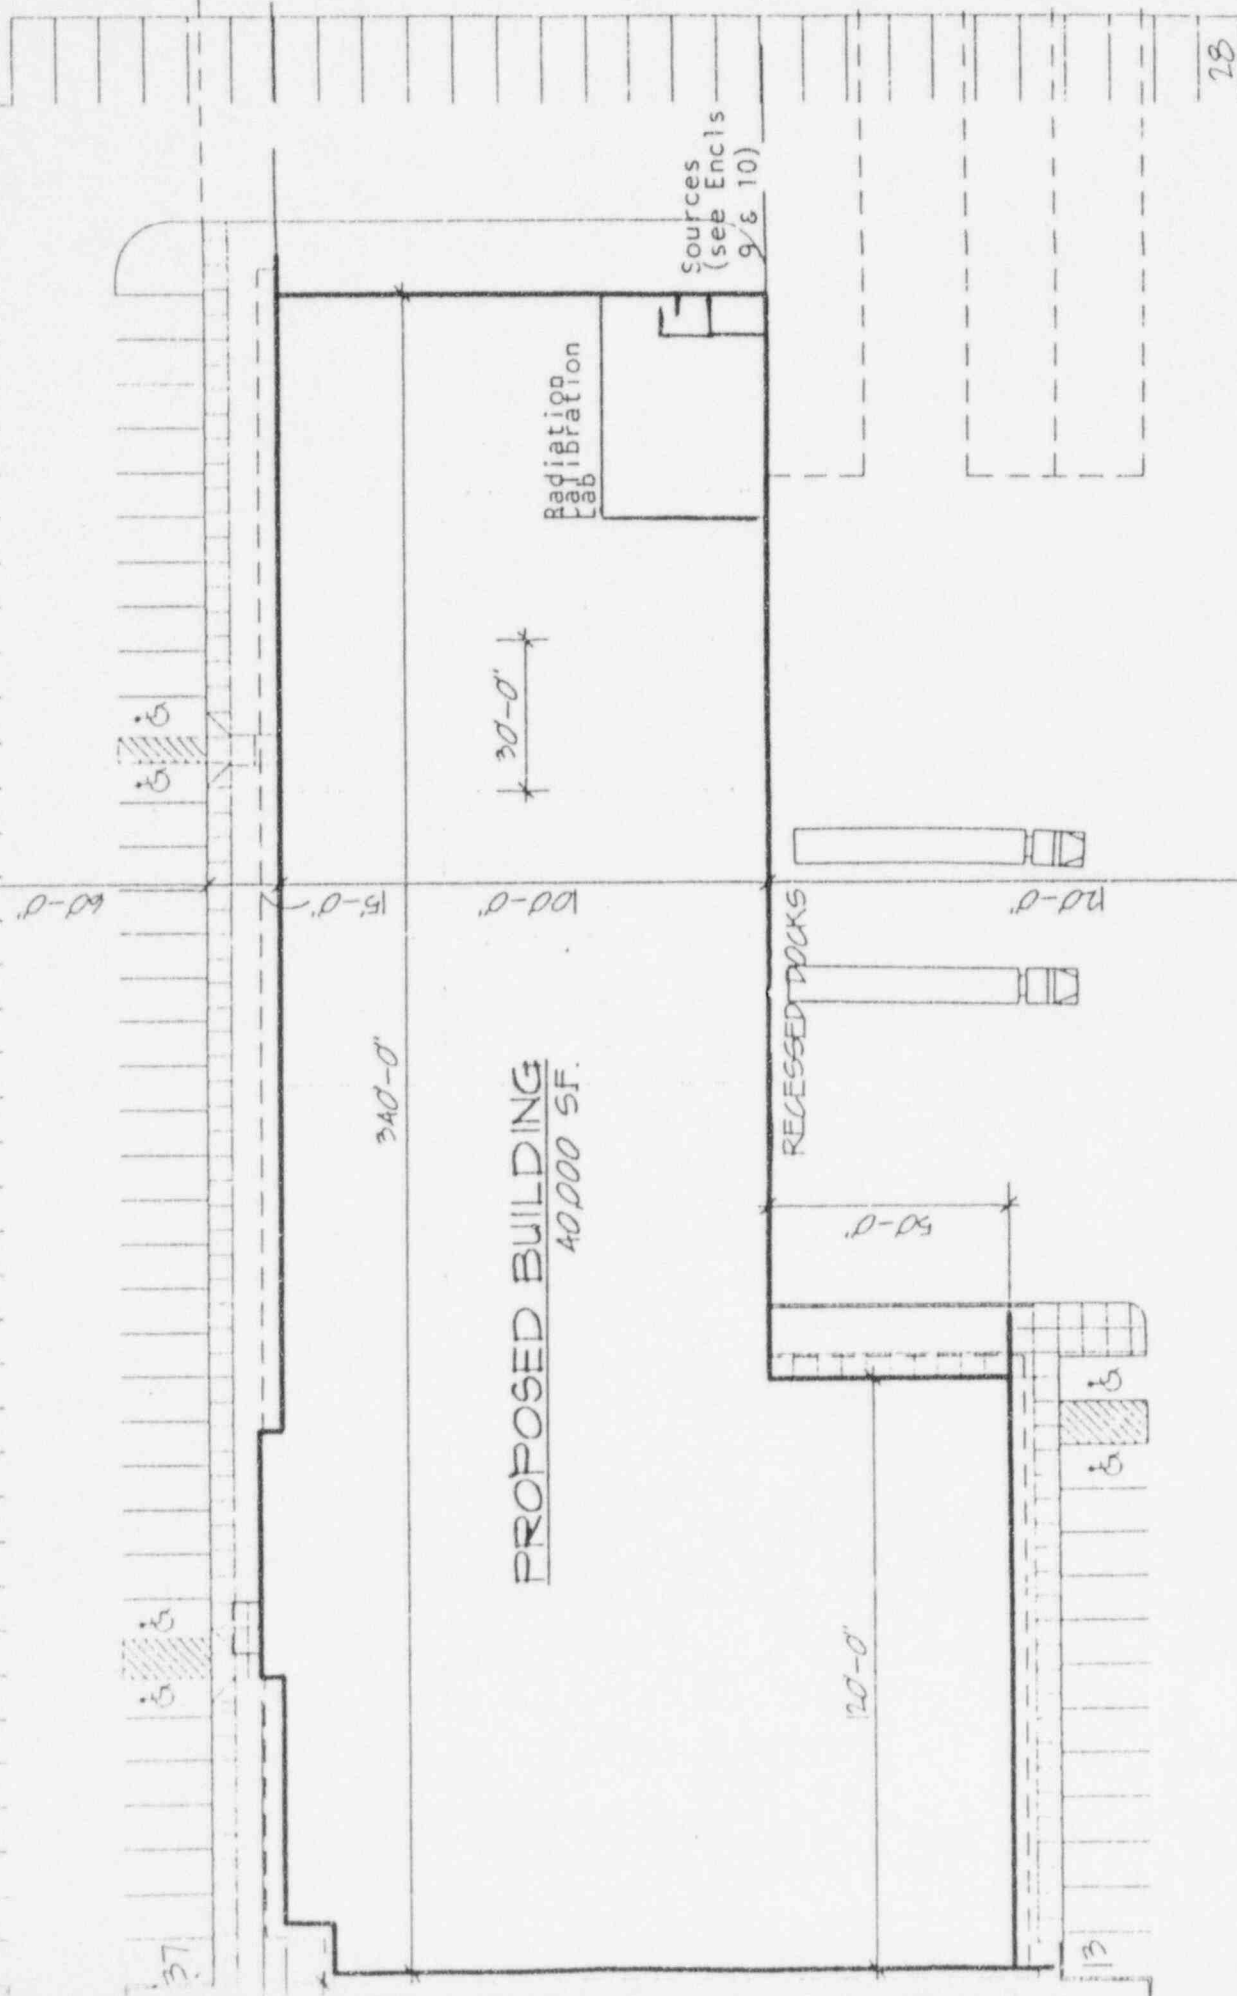 37
60'-0"
28
15'-0"
340'-0"
30'-0"
100'-0"
Radiation
Calibration
Lab
Sources
(see Encls
9 & 10)
PROPOSED BUILDING
40,000 SF.
RECESSED DOCKS
50'-0"
120'-0"
120'-0"
13